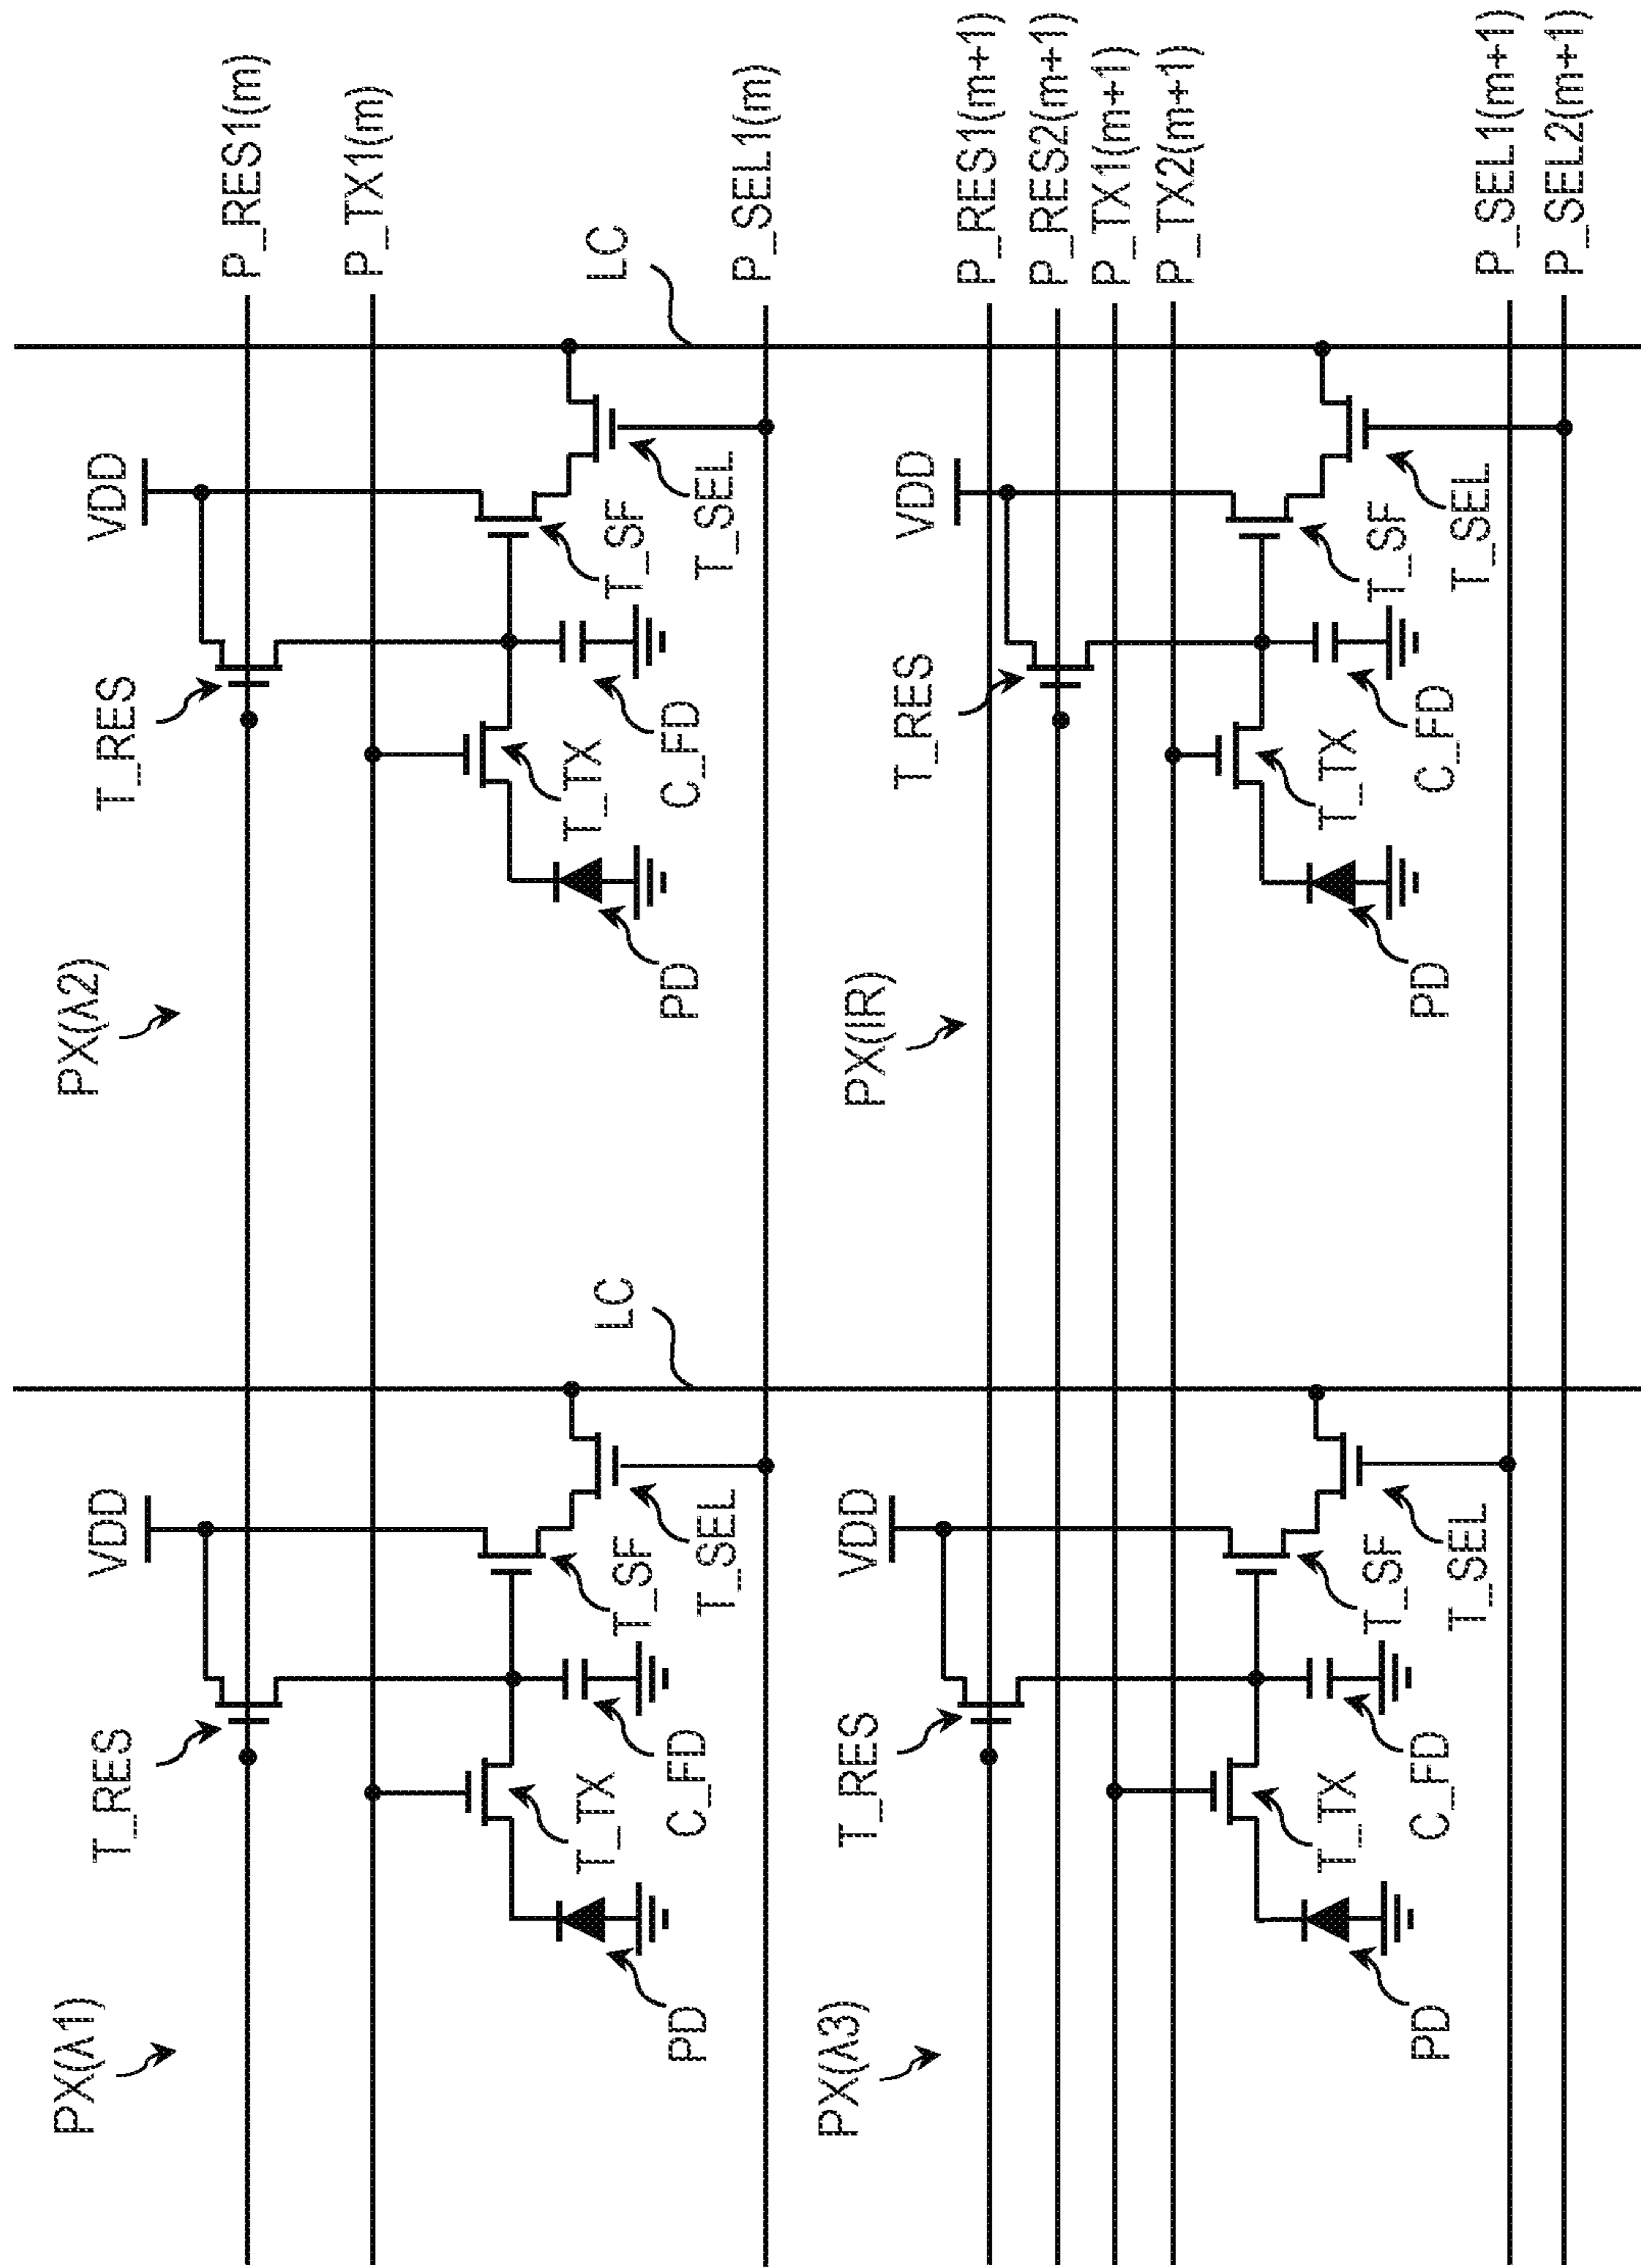 P_RES1(m)
P_TX1(m)
P_SEL1(m)
P_RES1(m+1)
P_RES2(m+1)
P_TX1(m+1)
P_TX2(m+1)
P_SEL1(m+1)
P_SEL2(m+1)
PX(λ1)
VDD
T_RES
T_TX
T_SF
T_SEL
C_FD
PD
LC
PX(λ2)
VDD
T_RES
T_TX
T_SF
T_SEL
C_FD
PD
LC
PX(λ3)
VDD
T_RES
T_TX
T_SF
T_SEL
C_FD
PD
PX(IR)
VDD
T_RES
T_TX
T_SF
T_SEL
C_FD
PD